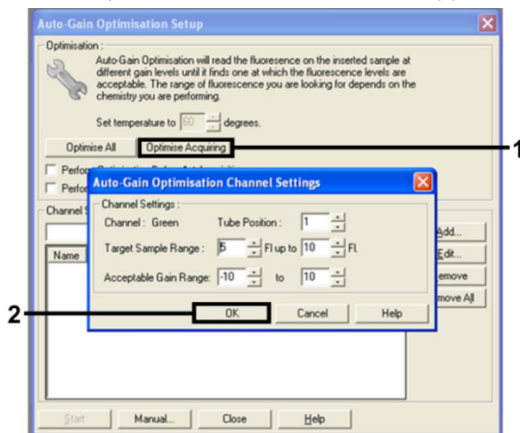 Auto-Gain Optimisation Setup
Optimisation :
Auto-Gain Optimisation will read the fluoresence on the inserted sample at
different gain levels until it finds one at which the fluorescence levels are
acceptable. The range of fluorescence you are looking for depends on the
chemistry you are performing.
Set temperature to 60 degrees.
Optimise All Optimise Acquiring 1
Perform
Perfor
Auto-Gain Optimisation Channel Settings
Channel S
Channel Settings :
Channel : Green Tube Position : 1
Add...
Target Sample Range : 5 Fl up to 10 Fl.
Name
Edit...
Acceptable Gain Range: -10 to 10
emove
move All
2 OK Cancel Help
Start Manual... Close Help